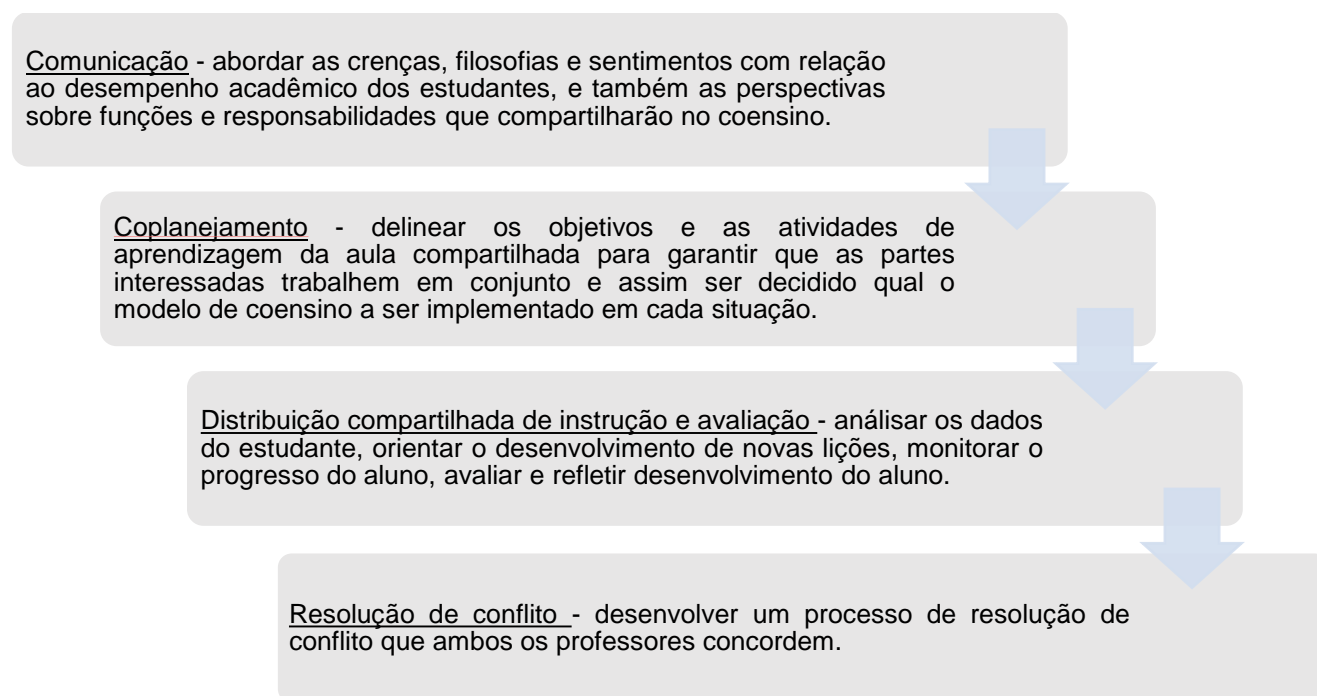 Comunicação - abordar as crenças, filosofias e sentimentos com relação
ao desempenho acadêmico dos estudantes, e também as perspectivas
sobre funções e responsabilidades que compartilharão no coensino.
Coplanejamento - delinear os objetivos e as atividades de
aprendizagem da aula compartilhada para garantir que as partes
interessadas trabalhem em conjunto e assim ser decidido qual o
modelo de coensino a ser implementado em cada situação.
Distribuição compartilhada de instrução e avaliação - análisar os dados
do estudante, orientar o desenvolvimento de novas lições, monitorar o
progresso do aluno, avaliar e refletir desenvolvimento do aluno.
Resolução de conflito - desenvolver um processo de resolução de
conflito que ambos os professores concordem.